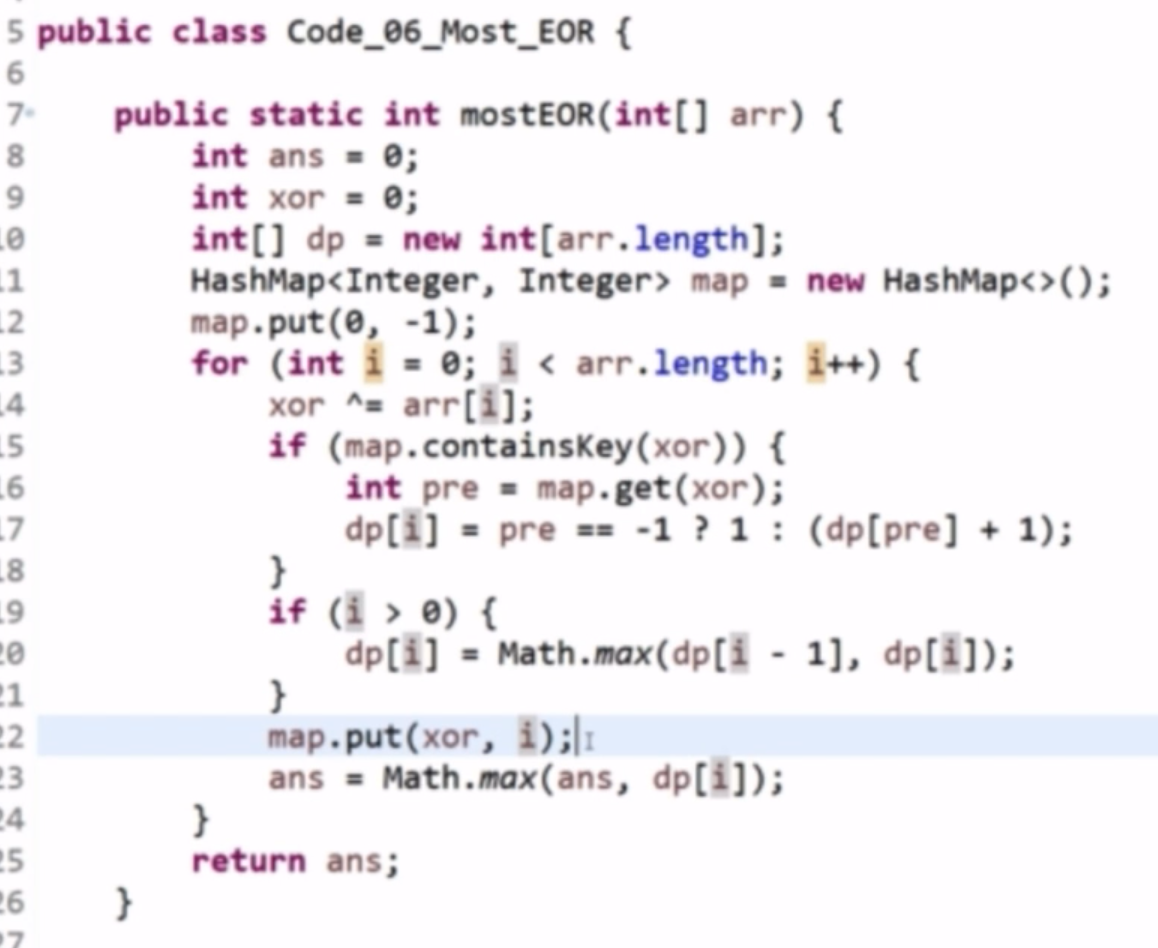 5 public class Code_06_Most_EOR {
6
7     public static int mostEOR(int[] arr) {
8         int ans = 0;
9         int xor = 0;
10         int[] dp = new int[arr.length];
11         HashMap<Integer, Integer> map = new HashMap<>();
12         map.put(0, -1);
13         for (int i = 0; i < arr.length; i++) {
14             xor ^= arr[i];
15             if (map.containsKey(xor)) {
16                 int pre = map.get(xor);
17                 dp[i] = pre == -1 ? 1 : (dp[pre] + 1);
18             }
19             if (i > 0) {
20                 dp[i] = Math.max(dp[i - 1], dp[i]);
21             }
22             map.put(xor, i);
23             ans = Math.max(ans, dp[i]);
24         }
25         return ans;
26     }
27